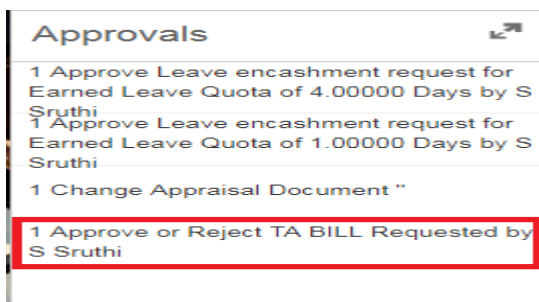 Approvals
1 Approve Leave encashment request for
Earned Leave Quota of 4.00000 Days by S
Sruthi
1 Approve Leave encashment request for
Earned Leave Quota of 1.00000 Days by S
Sruthi
1 Change Appraisal Document ''
1 Approve or Reject TA BILL Requested by
S Sruthi